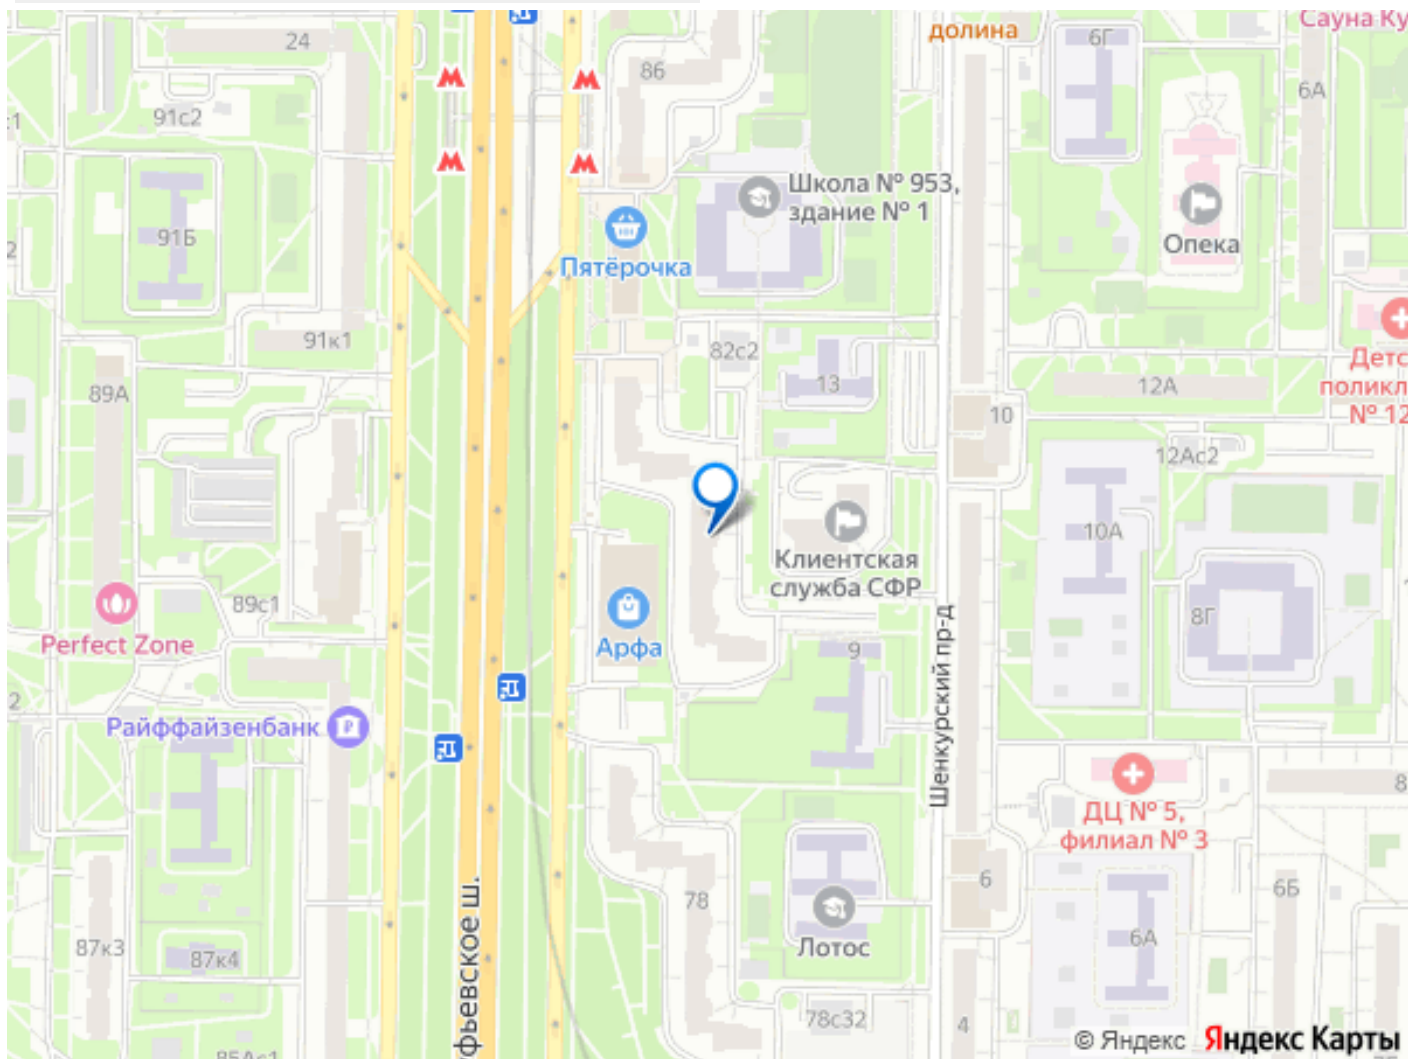 Сауна Ку
долина
24
86
6Г
6А
91с2
Школа № 953,
здание № 1
91Б
Опека
Пятёрочка
91к1
82с2
Детс
поликл
№ 12
89А
13
12А
10
12Ас2
10А
Клиентская
служба СФР
89с1
8Г
Perfect Zone
Арфа
9
Шенкурский пр-д
Райффайзенбанк
ДЦ № 5,
филиал № 3
8
78
6
6Б
фьевское ш.
87к3
87к4
Лотос
6А
78с32
4
85Ас1
© Яндекс Яндекс Карты